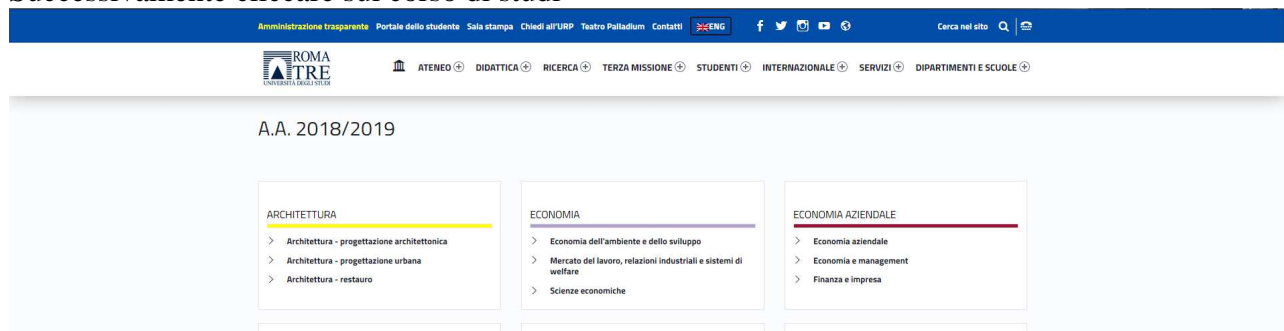 Successivamente cliccare sul corso di studi
Amministrazione trasparente Portale dello studente Sala stampa Chiedi all'URP Teatro Palladium Contatti ENG Cerca nel sito
ROMA
TRE
UNIVERSITÀ DEGLI STUDI
ATENEO DIDATTICA RICERCA TERZA MISSIONE STUDENTI INTERNAZIONALE SERVIZI DIPARTIMENTI E SCUOLE
A.A. 2018/2019
ARCHITETTURA
Architettura - progettazione architettonica
Architettura - progettazione urbana
Architettura - restauro
ECONOMIA
Economia dell'ambiente e dello sviluppo
Mercato del lavoro, relazioni industriali e sistemi di
welfare
Scienze economiche
ECONOMIA AZIENDALE
Economia aziendale
Economia e management
Finanza e impresa